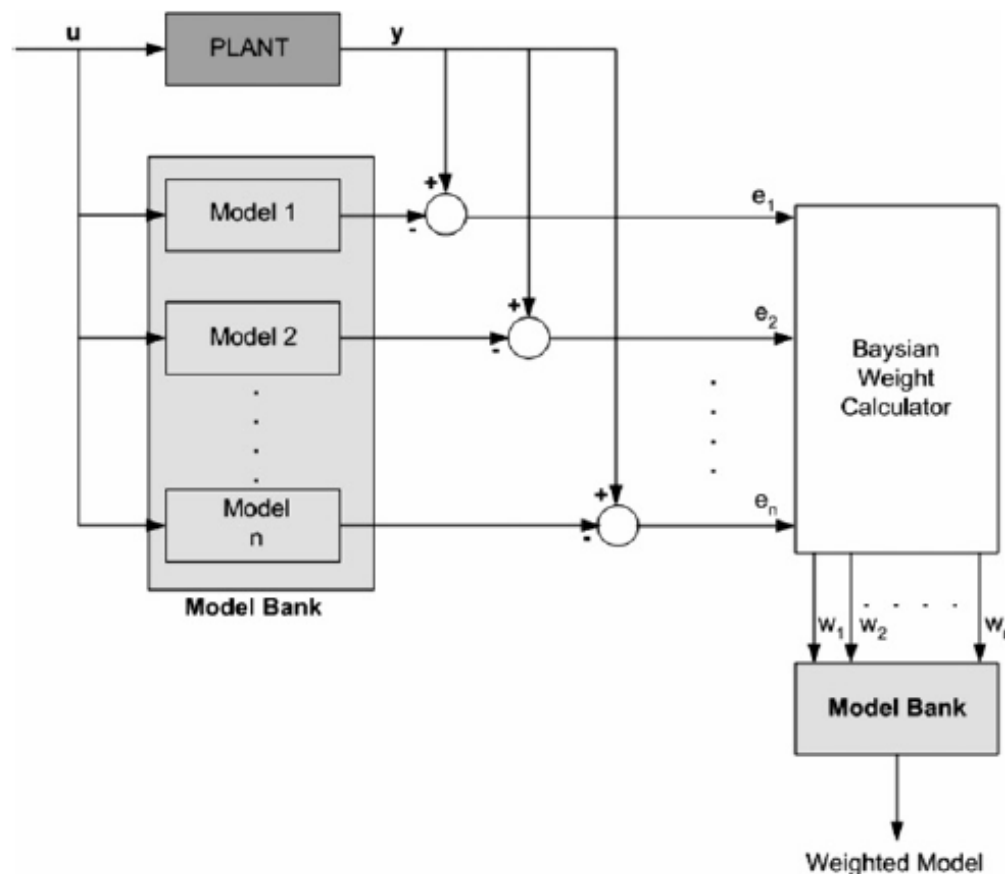 u
PLANT
y
+
Model 1
-
e1
+
Model 2
-
e2
Baysian
Weight
Calculator
+
Model
n
-
en
Model Bank
w1
w2
Model Bank
Weighted Model